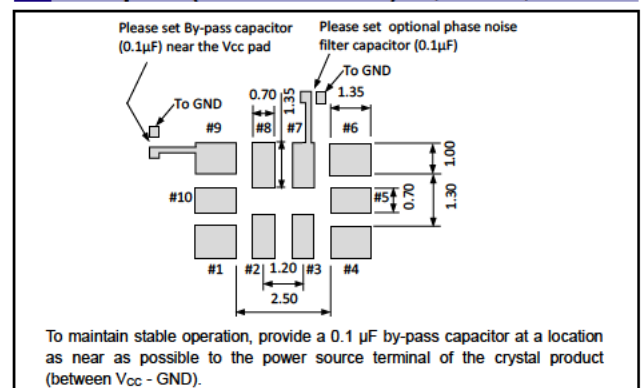 Please set By-pass capacitor
(0.1µF) near the Vcc pad
Please set optional phase noise
filter capacitor (0.1µF)
To GND
To GND
0.70
1.35
1.35
#9
#8
#7
#6
1.00
#10
#5
0.70
1.30
#1
#2
1.20
#3
#4
2.50
To maintain stable operation, provide a 0.1 µF by-pass capacitor at a location
as near as possible to the power source terminal of the crystal product
(between VCC - GND).